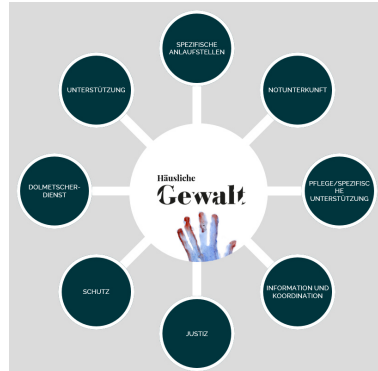 SPEZIFISCHE
ANLAUFSTELLEN
UNTERSTÜTZUNG
NOTUNTERKUNFT
Häusliche
Gewalt
DOLMETSCHER-
DIENST
PFLEGE/SPEZIFISC
HE
UNTERSTÜTZUNG
SCHUTZ
INFORMATION UND
KOORDINATION
JUSTIZ